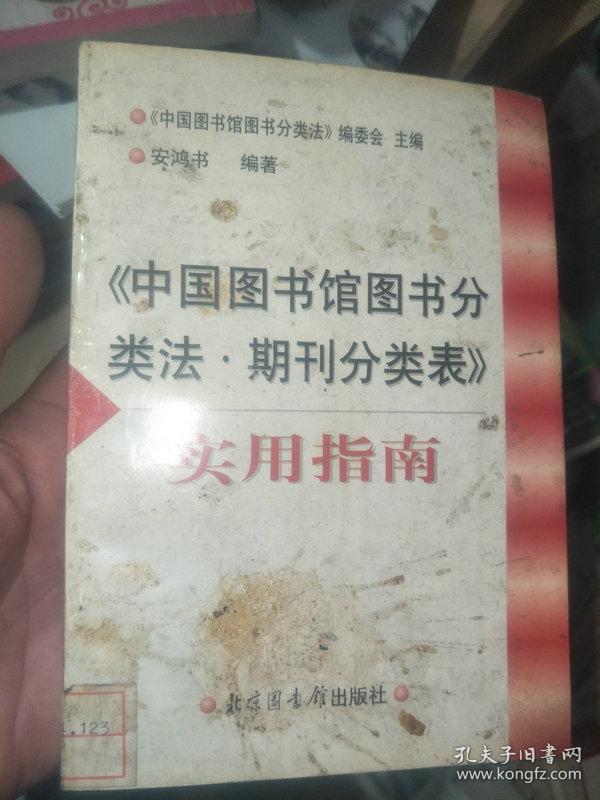 《中国图书馆图书分类法》编委会 主编
安鸿书 编著
《中国图书馆图书分
类法·期刊分类表》
实用指南
北京图书馆出版社
.123
孔夫子旧书网
www.kongfz.com